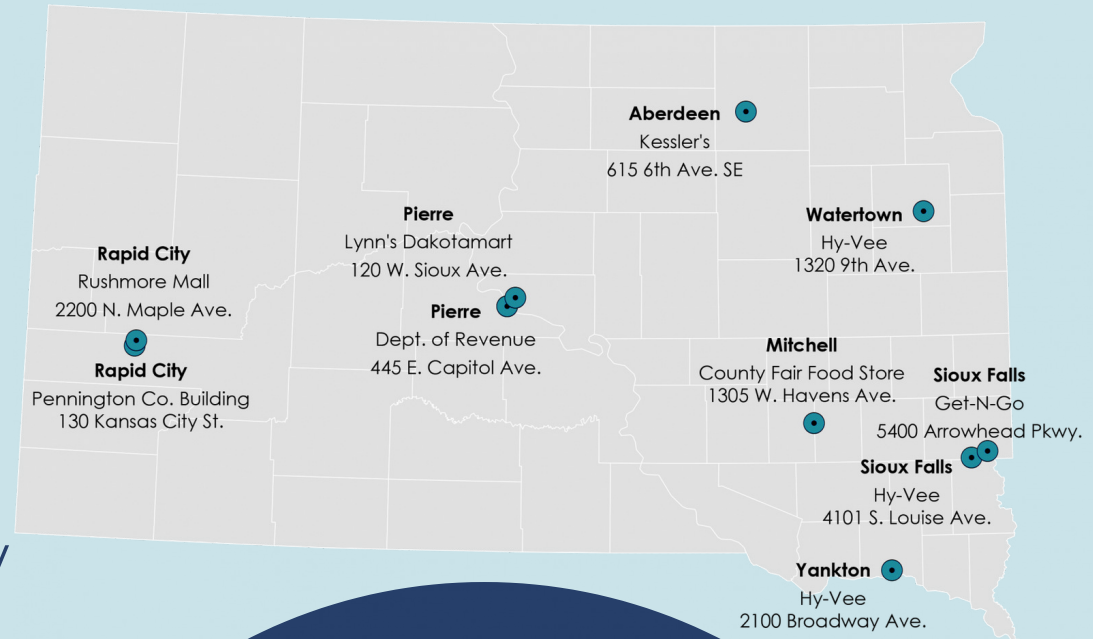 Aberdeen
Kessler's
615 6th Ave. SE
Pierre
Lynn's Dakotamart
120 W. Sioux Ave.
Watertown
Hy-Vee
1320 9th Ave.
Rapid City
Rushmore Mall
2200 N. Maple Ave.
Pierre
Dept. of Revenue
445 E. Capitol Ave.
Rapid City
Pennington Co. Building
130 Kansas City St.
Mitchell
County Fair Food Store
1305 W. Havens Ave.
Sioux Falls
Get-N-Go
5400 Arrowhead Pkwy.
Sioux Falls
Hy-Vee
4101 S. Louise Ave.
Yankton
Hy-Vee
2100 Broadway Ave.